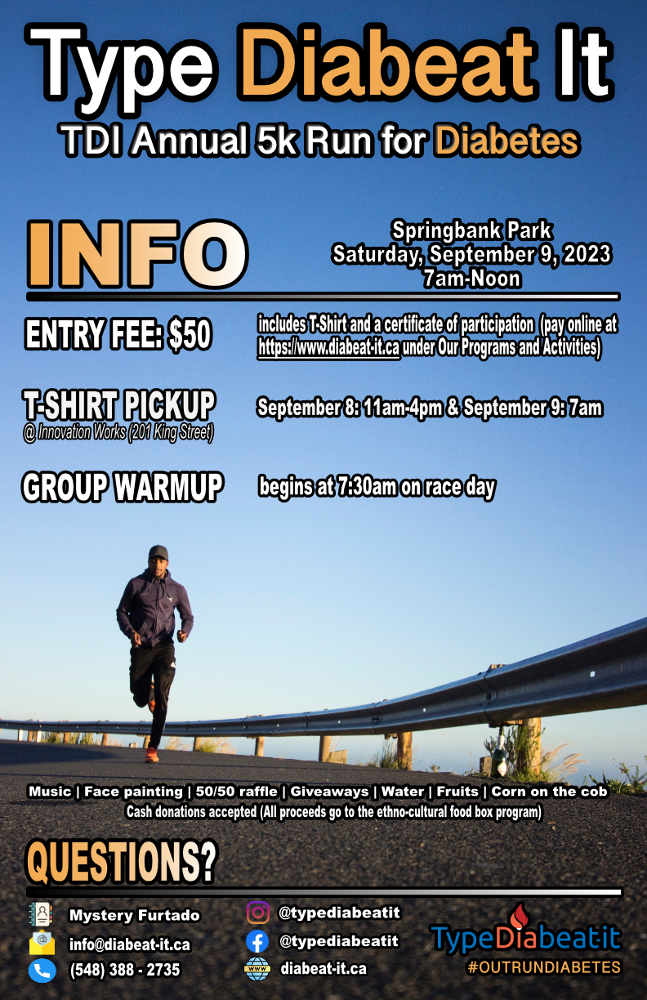 Type Diabeat It
TDI Annual 5k Run for Diabetes
INFO
Springbank Park
Saturday, September 9, 2023
7am-Noon
ENTRY FEE: $50
includes T-Shirt and a certificate of participation (pay online at
https://www.diabeat-it.ca under Our Programs and Activities)
T-SHIRT PICKUP
@ Innovation Works (201 King Street)
September 8: 11am-4pm & September 9: 7am
GROUP WARMUP
begins at 7:30am on race day
Music | Face painting | 50/50 raffle | Giveaways | Water | Fruits | Corn on the cob
Cash donations accepted (All proceeds go to the ethno-cultural food box program)
QUESTIONS?
Mystery Furtado
info@diabeat-it.ca
(548) 388 - 2735
@typediabeatit
@typediabeatit
WWW
diabeat-it.ca
TypeDiabeatit
#OUTRUNDIABETES